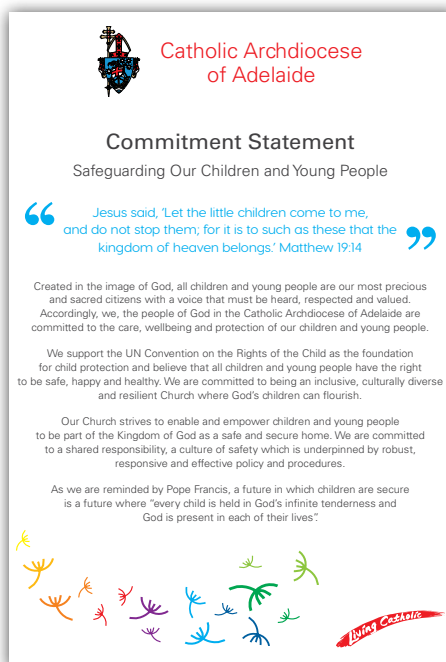 Catholic Archdiocese
of Adelaide
Commitment Statement
Safeguarding Our Children and Young People
“ Jesus said, ‘Let the little children come to me,
and do not stop them; for it is to such as these that the
kingdom of heaven belongs.’ Matthew 19:14 ”
Created in the image of God, all children and young people are our most precious
and sacred citizens with a voice that must be heard, respected and valued.
Accordingly, we, the people of God in the Catholic Archdiocese of Adelaide are
committed to the care, wellbeing and protection of our children and young people.
We support the UN Convention on the Rights of the Child as the foundation
for child protection and believe that all children and young people have the right
to be safe, happy and healthy. We are committed to being an inclusive, culturally diverse
and resilient Church where God’s children can flourish.
Our Church strives to enable and empower children and young people
to be part of the Kingdom of God as a safe and secure home. We are committed
to a shared responsibility, a culture of safety which is underpinned by robust,
responsive and effective policy and procedures.
As we are reminded by Pope Francis, a future in which children are secure
is a future where “every child is held in God’s infinite tenderness and
God is present in each of their lives”.
Living Catholic